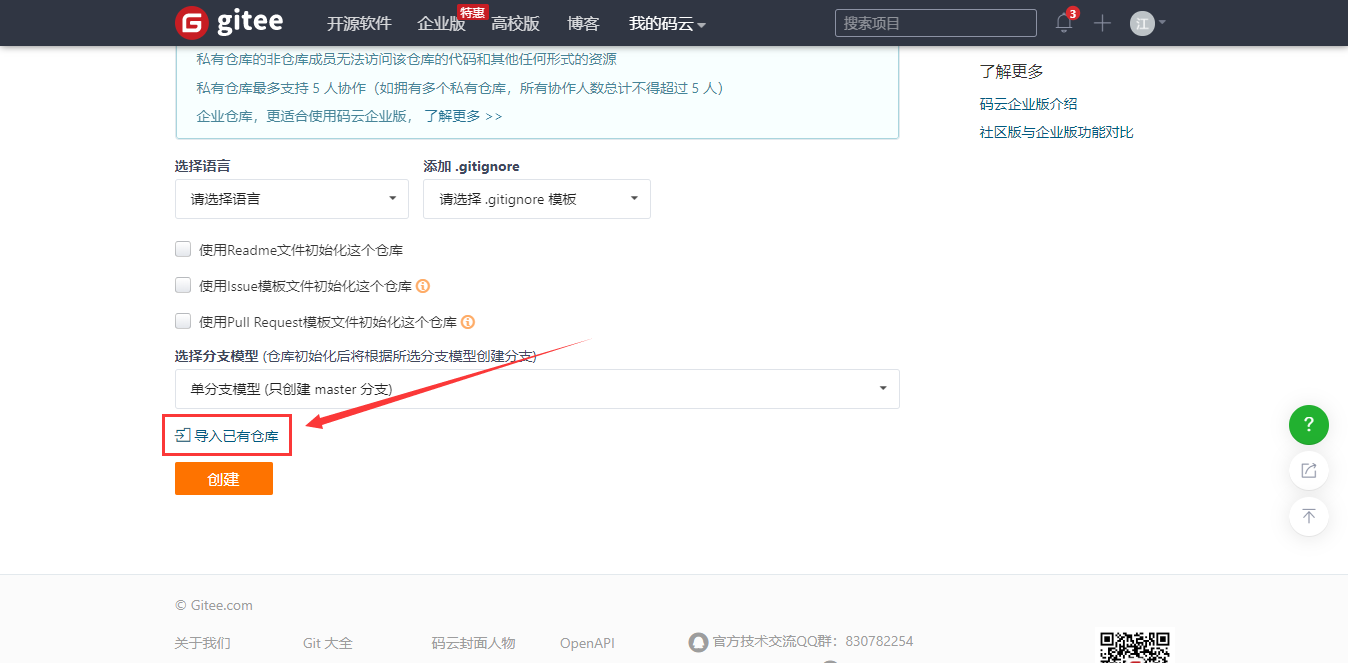 gitee
开源软件
企业版
特惠
高校版
博客
我的码云
搜索项目
3
江
私有仓库的非仓库成员无法访问该仓库的代码和其他任何形式的资源
私有仓库最多支持 5 人协作（如拥有多个私有仓库，所有协作人数总计不得超过 5 人）
企业仓库，更适合使用码云企业版， 了解更多 >>
了解更多
码云企业版介绍
社区版与企业版功能对比
选择语言
添加 .gitignore
请选择语言
请选择 .gitignore 模板
使用Readme文件初始化这个仓库
使用Issue模板文件初始化这个仓库
使用Pull Request模板文件初始化这个仓库
选择分支模型 (仓库初始化后将根据所选分支模型创建分支)
单分支模型 (只创建 master 分支)
导入已有仓库
创建
?
© Gitee.com
关于我们
Git 大全
码云封面人物
OpenAPI
官方技术交流QQ群：830782254